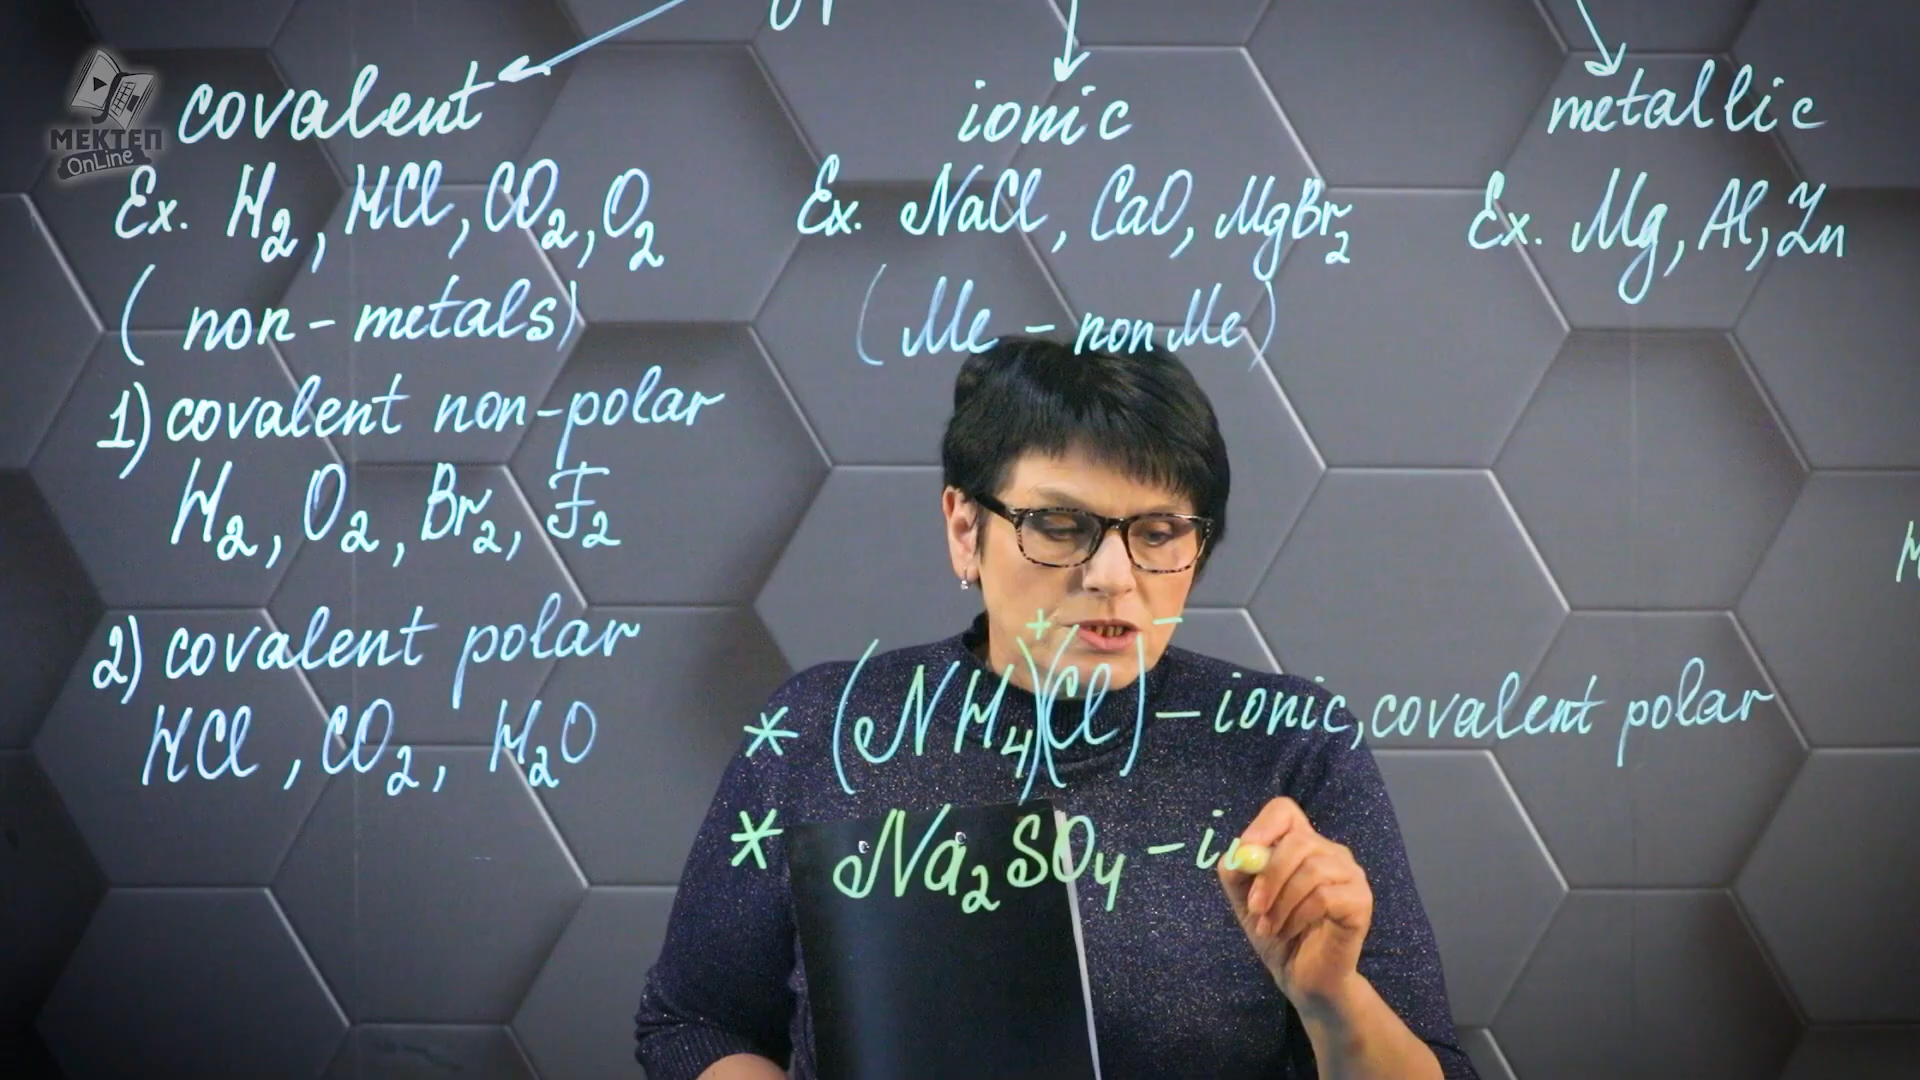 МЕКТЕП
OnLine
covalent
ionic
metallic
Ex. H₂, HCl, CO₂, O₂
Ex. NaCl, CaO, MgBr₂
Ex. Mg, Al, Zn
(non-metals)
(Me - nonMe)
1) covalent non-polar
H₂, O₂, Br₂, F₂
2) covalent polar
HCl, CO₂, H₂O
* (NH₄)⁺(Cl)⁻ - ionic, covalent polar
* Na₂SO₄ - i